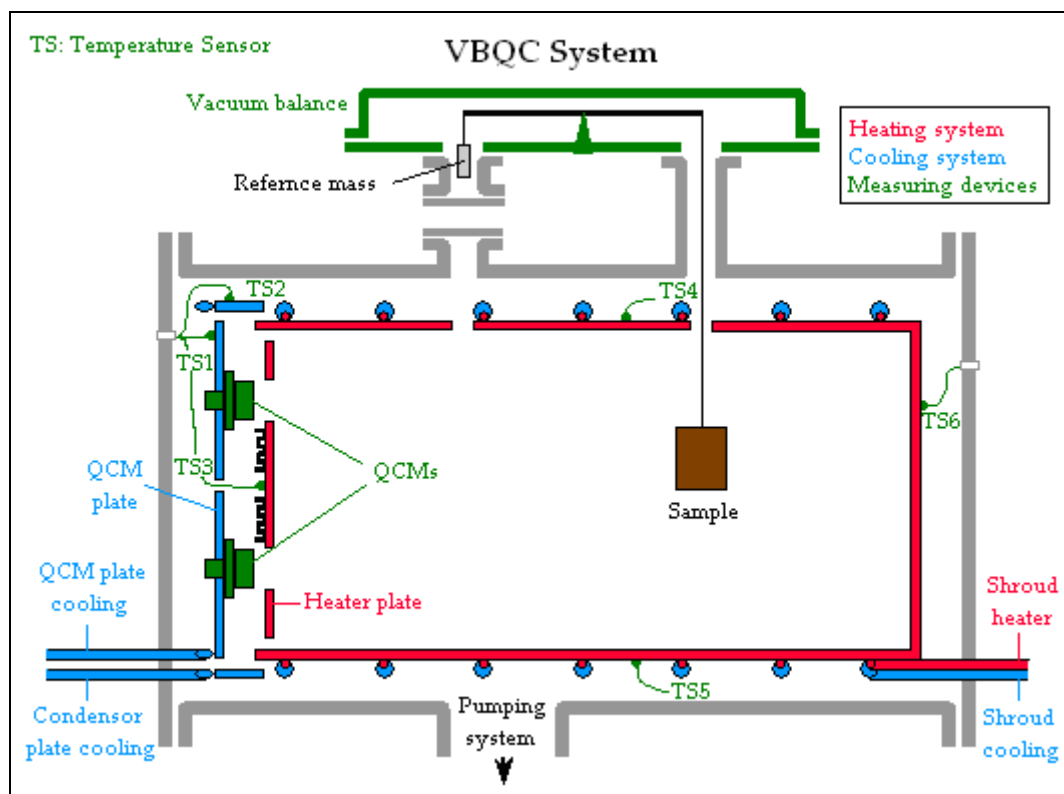 TS: Temperature Sensor
VBQC System
Vacuum balance
Heating system
Cooling system
Measuring devices
Refernce mass
TS2
TS4
TS1
TS6
TS3
QCM
plate
QCMs
Sample
QCM plate
cooling
Heater plate
Shroud
heater
TS5
Condensor
plate cooling
Pumping
system
Shroud
cooling